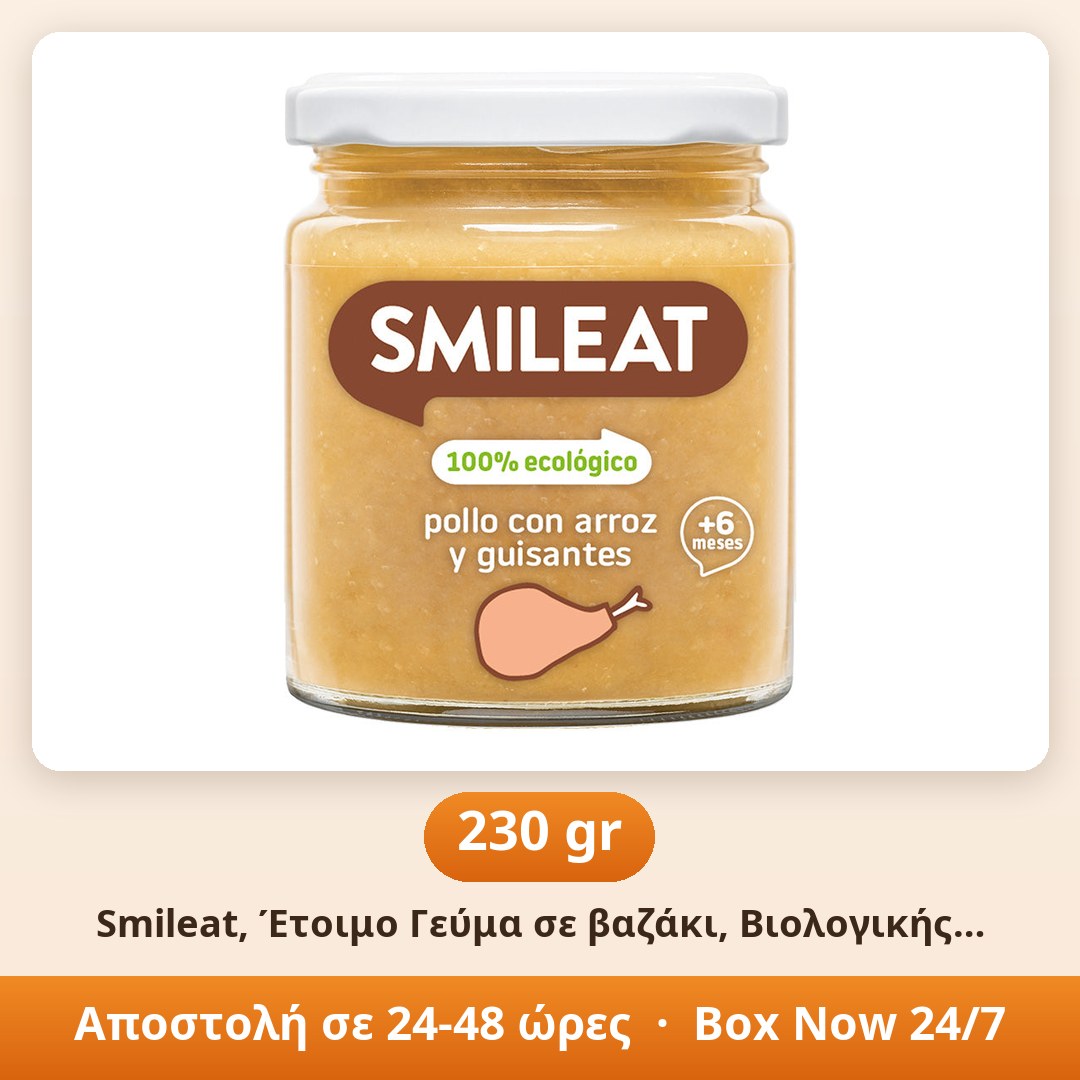 SMILEAT
100% ecológico
pollo con arroz
y guisantes
+6
meses
230 gr
Smileat, Έτοιμο Γεύμα σε βαζάκι, Βιολογικής...
Αποστολή σε 24-48 ώρες · Box Now 24/7